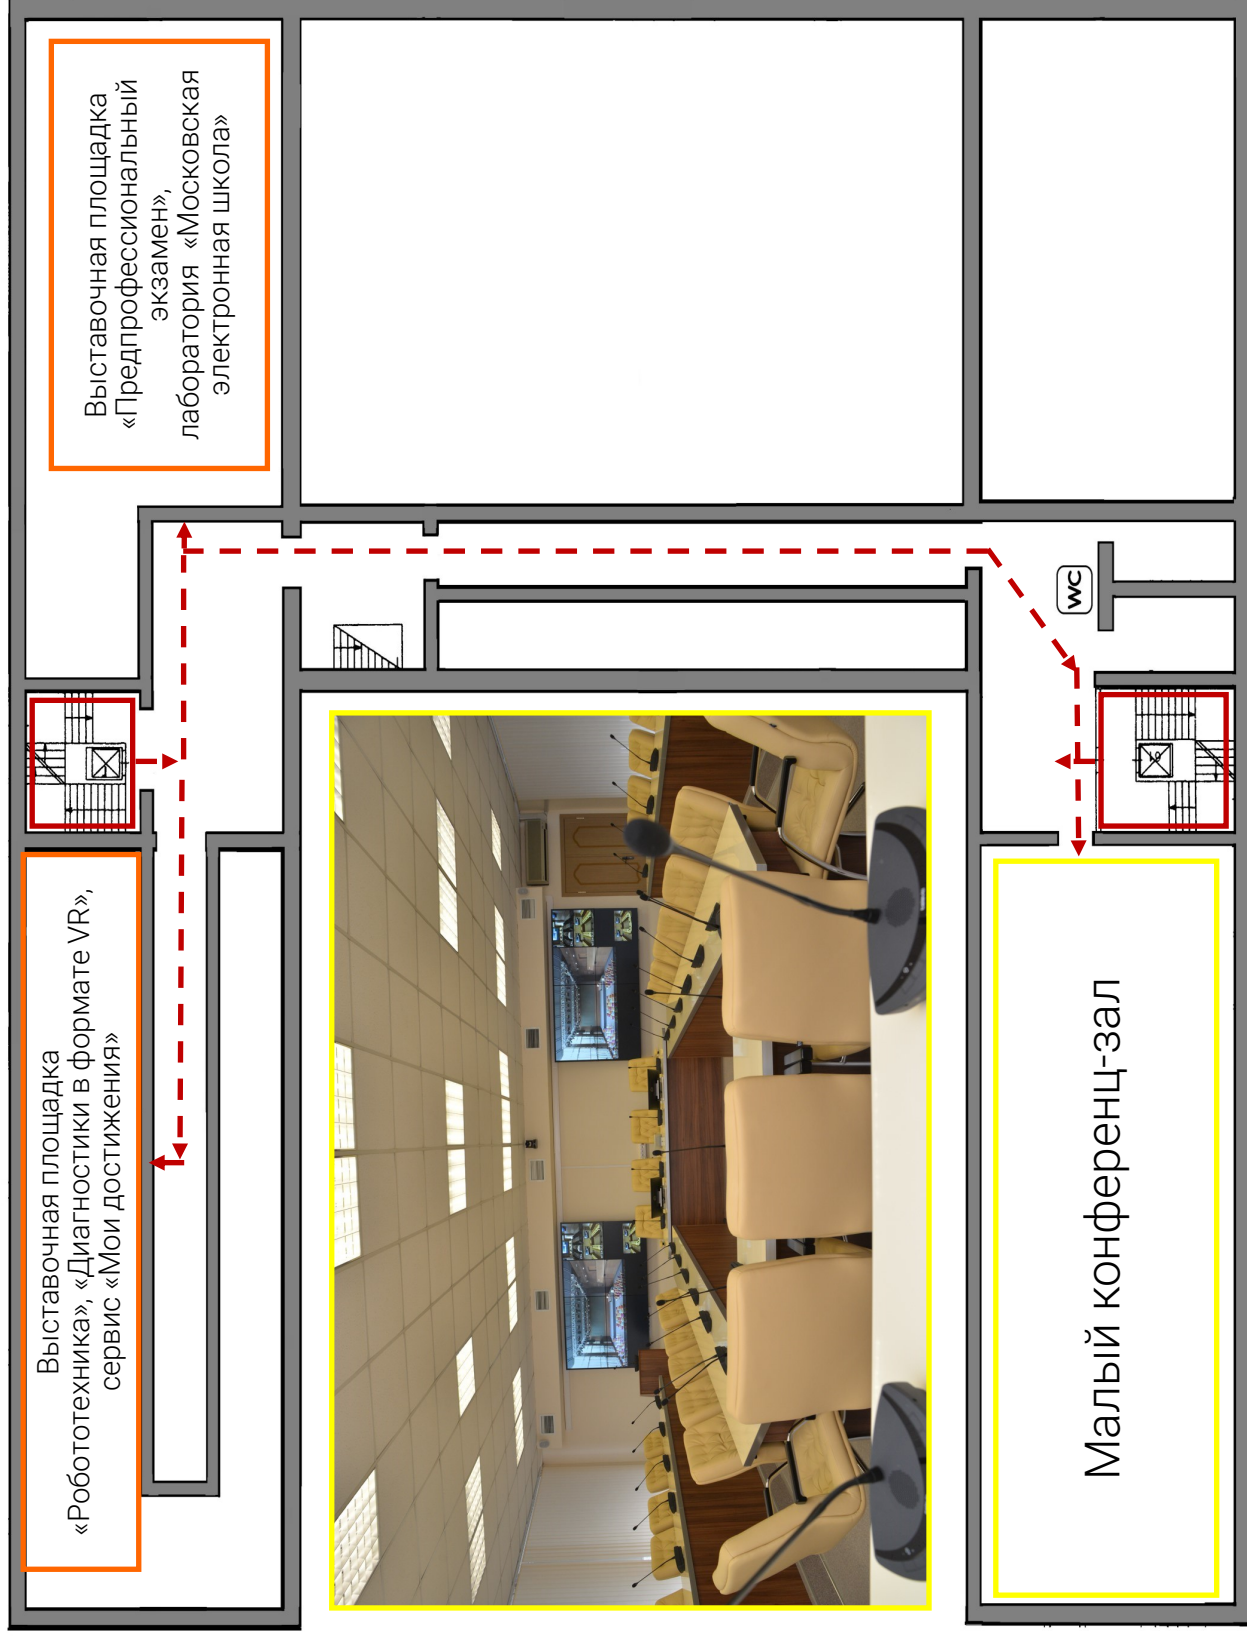 Выставочная площадка
«Робототехника», «Диагностики в формате VR»,
сервис «Мои достижения»
Выставочная площадка
«Предпрофессиональный
экзамен»,
лаборатория «Московская
электронная школа»
WC
Малый конференц-зал